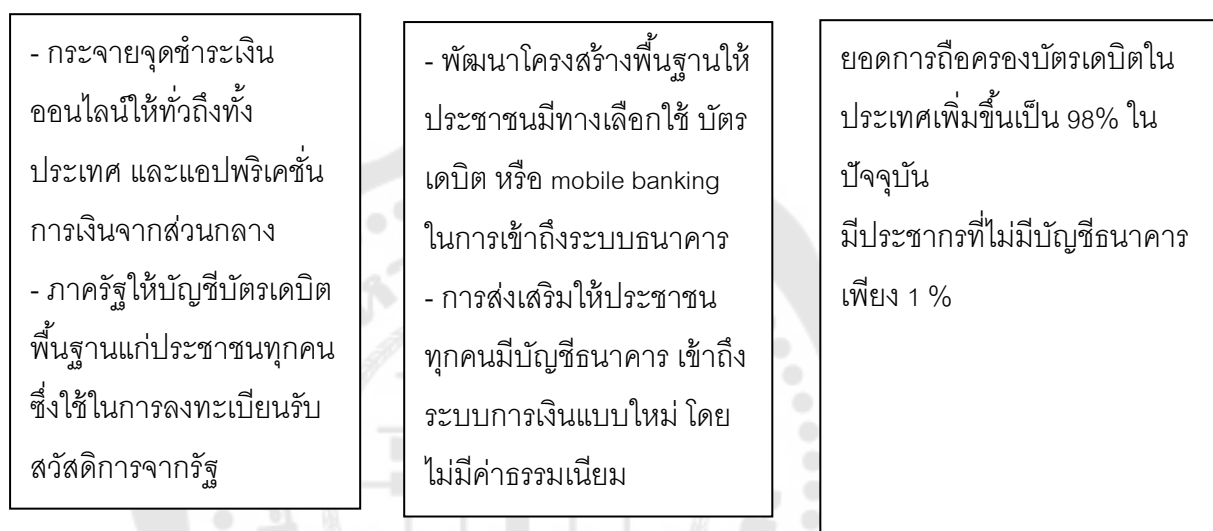 - กระจายจุดชำระเงิน
ออนไลน์ให้ทั่วถึงทั้ง
ประเทศ และแอปพริเคชั่น
การเงินจากส่วนกลาง
- ภาครัฐให้บัญชีบัตรเดบิต
พื้นฐานแก่ประชาชนทุกคน
ซึ่งใช้ในการลงทะเบียนรับ
สวัสดิการจากรัฐ
- พัฒนาโครงสร้างพื้นฐานให้
ประชาชนมีทางเลือกใช้ บัตร
เดบิต หรือ mobile banking
ในการเข้าถึงระบบธนาคาร
- การส่งเสริมให้ประชาชน
ทุกคนมีบัญชีธนาคาร เข้าถึง
ระบบการเงินแบบใหม่ โดย
ไม่มีค่าธรรมเนียม
ยอดการถือครองบัตรเดบิตใน
ประเทศเพิ่มขึ้นเป็น 98% ใน
ปัจจุบัน
มีประชากรที่ไม่มีบัญชีธนาคาร
เพียง 1 %